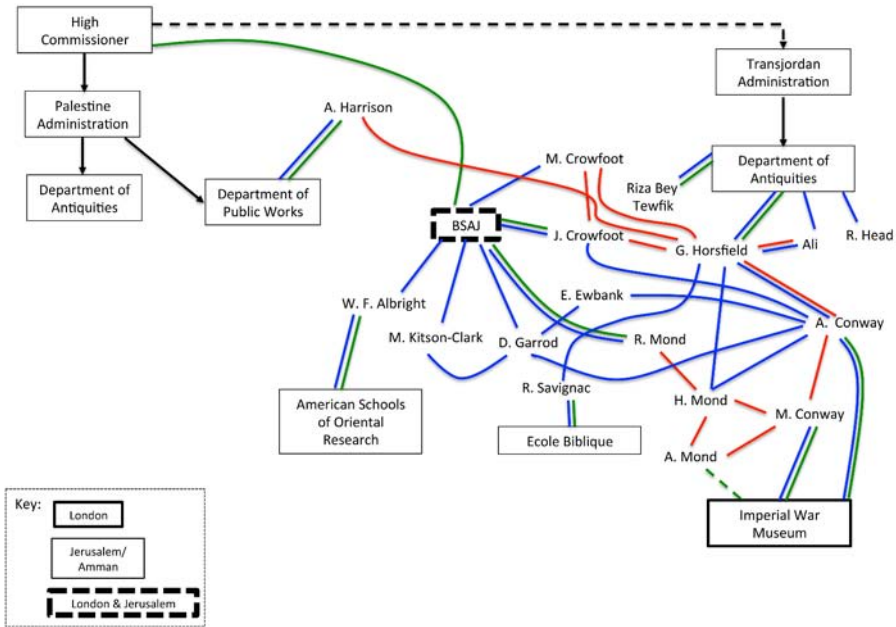 High
Commissioner
Transjordan
Administration
Palestine
Administration
A. Harrison
M. Crowfoot
Department of
Antiquities
Riza Bey
Tewfik
Department of
Antiquities
Department of
Public Works
BSAJ
J. Crowfoot
G. Horsfield
Ali
R. Head
W. F. Albright
E. Ewbank
A. Conway
M. Kitson-Clark
D. Garrod
R. Mond
R. Savignac
H. Mond
M. Conway
American Schools
of Oriental
Research
Ecole Biblique
A. Mond
Imperial War
Museum
Key:
London
Jerusalem/
Amman
London & Jerusalem